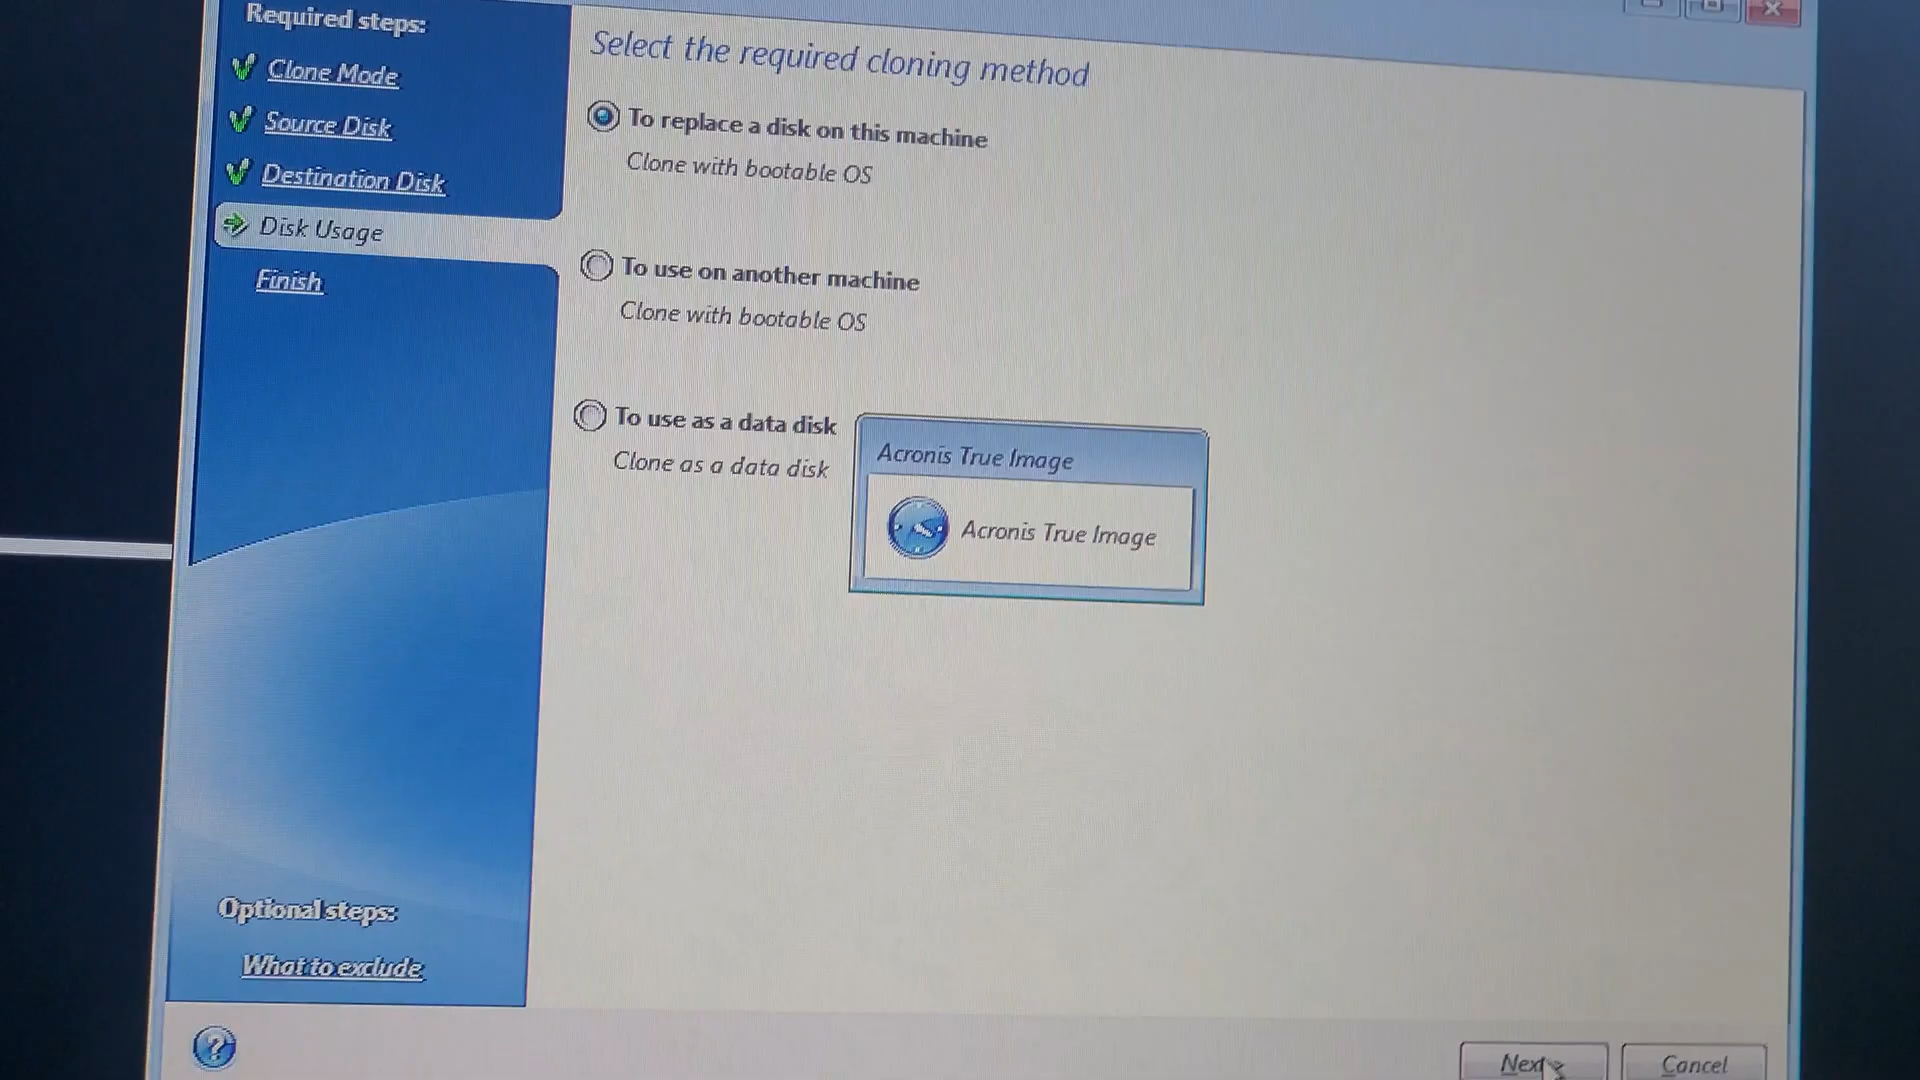 Required steps:
Clone Mode
Source Disk
Destination Disk
Disk Usage
Finish
Optional steps:
What to exclude
Select the required cloning method
To replace a disk on this machine
Clone with bootable OS
To use on another machine
Clone with bootable OS
To use as a data disk
Clone as a data disk
Acronis True Image
Acronis True Image
Next >
Cancel